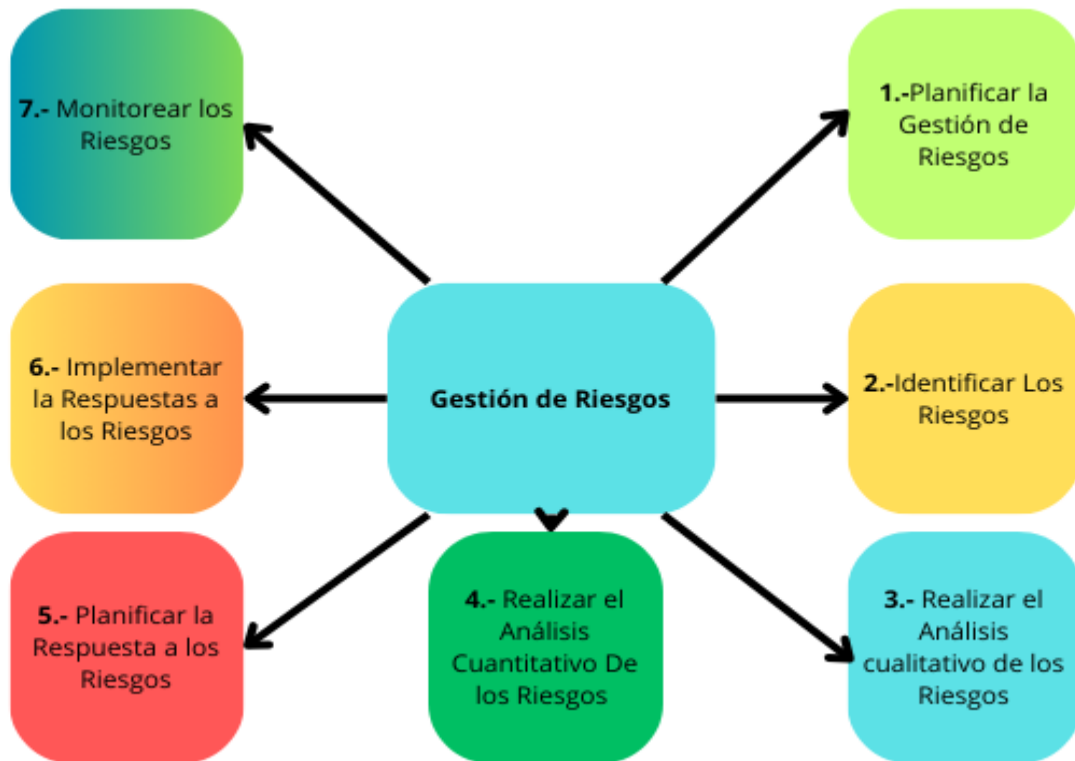 7.- Monitorear los
Riesgos
1.-Planificar la
Gestión de
Riesgos
6.- Implementar
la Respuestas a
los Riesgos
Gestión de Riesgos
2.-Identificar Los
Riesgos
5.- Planificar la
Respuesta a los
Riesgos
4.- Realizar el
Análisis
Cuantitativo De
los Riesgos
3.- Realizar el
Análisis
cualitativo de los
Riesgos